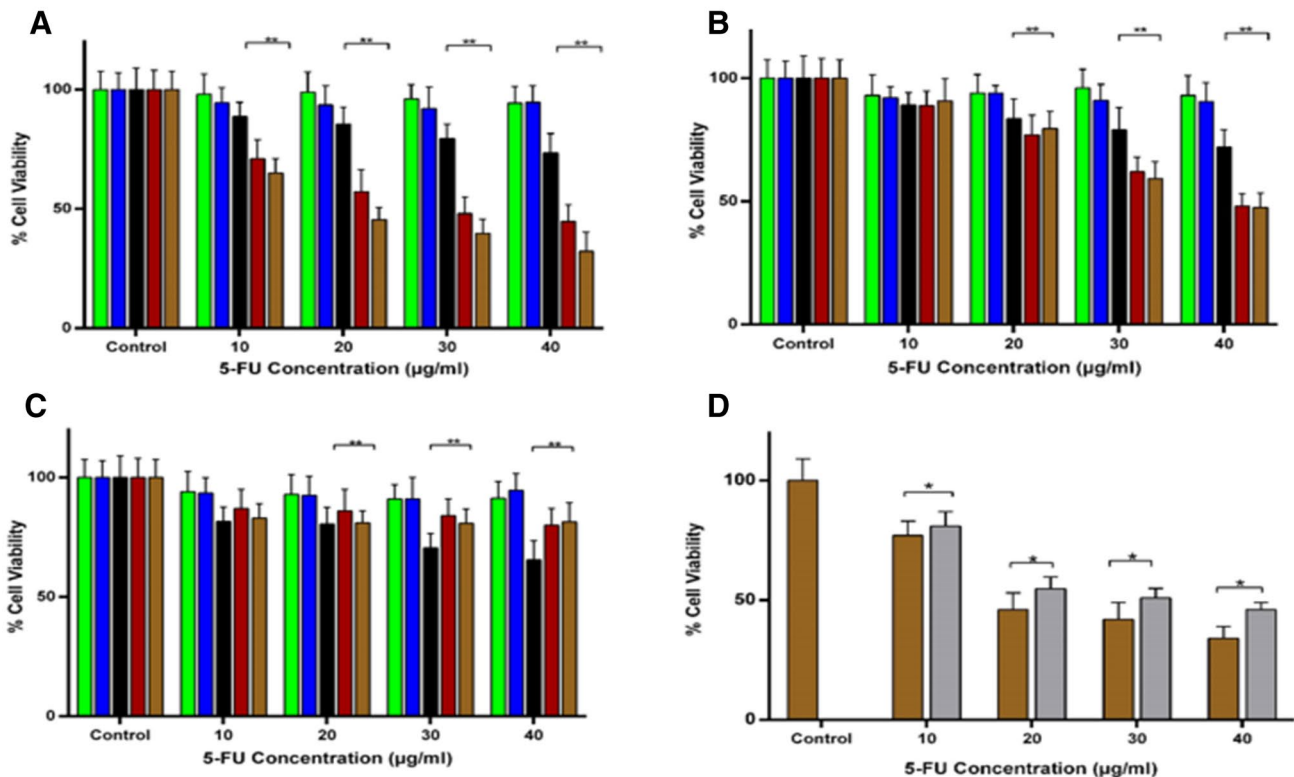 A
**
**
**
**
100
50
0
% Cell Viability
Control
10
20
30
40
5-FU Concentration (µg/ml)
B
**
**
**
100
50
0
% Cell Viability
Control
10
20
30
40
5-FU Concentration (µg/ml)
C
**
**
**
100
50
0
% Cell Viability
Control
10
20
30
40
5-FU Concentration (µg/ml)
D
*
*
*
*
100
50
0
% Cell Viability
Control
10
20
30
40
5-FU Concentration (µg/ml)